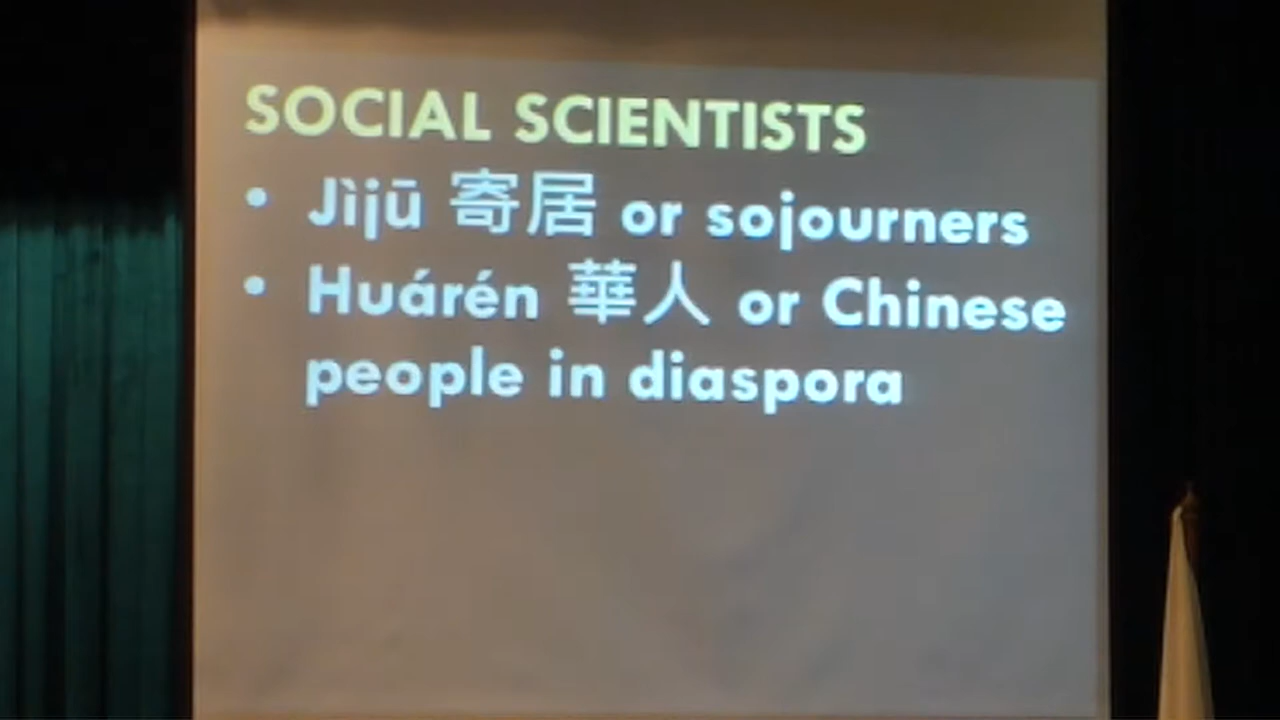 SOCIAL SCIENTISTS
• Jìjū 寄居 or sojourners
• Huárén 華人 or Chinese
people in diaspora